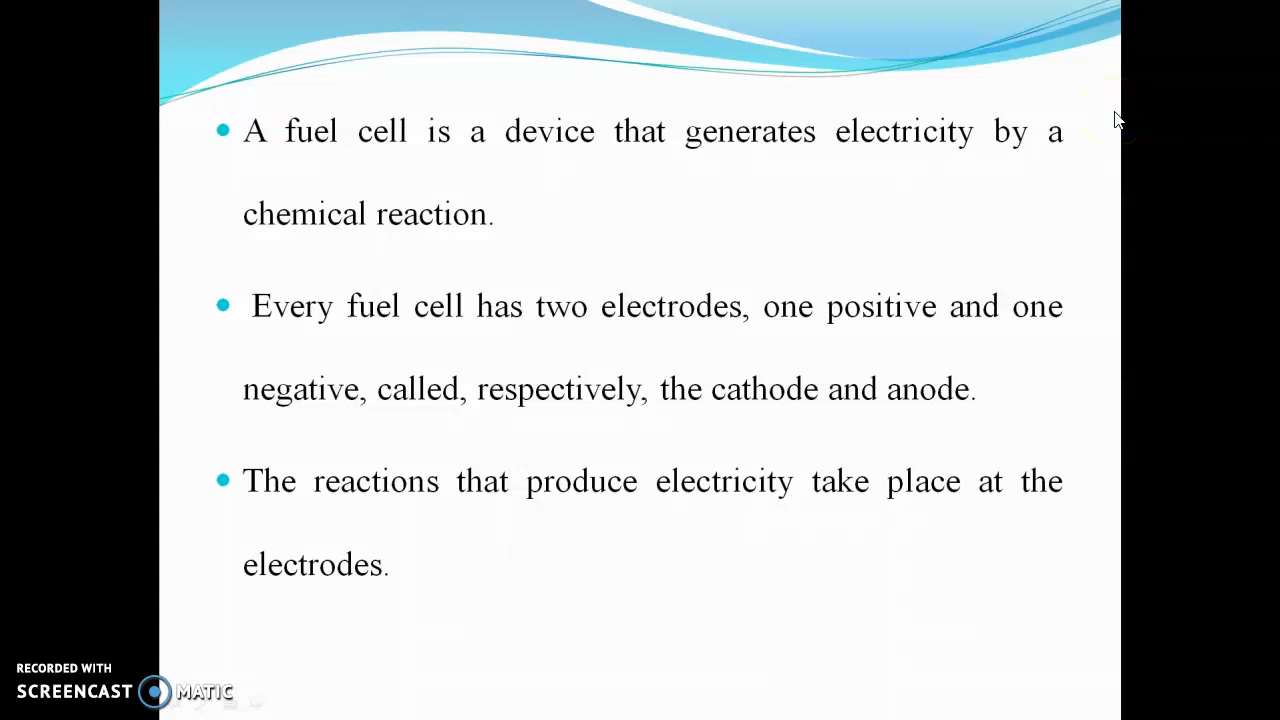 A fuel cell is a device that generates electricity by a
chemical reaction.
Every fuel cell has two electrodes, one positive and one
negative, called, respectively, the cathode and anode.
The reactions that produce electricity take place at the
electrodes.
RECORDED WITH
SCREENCAST MATIC